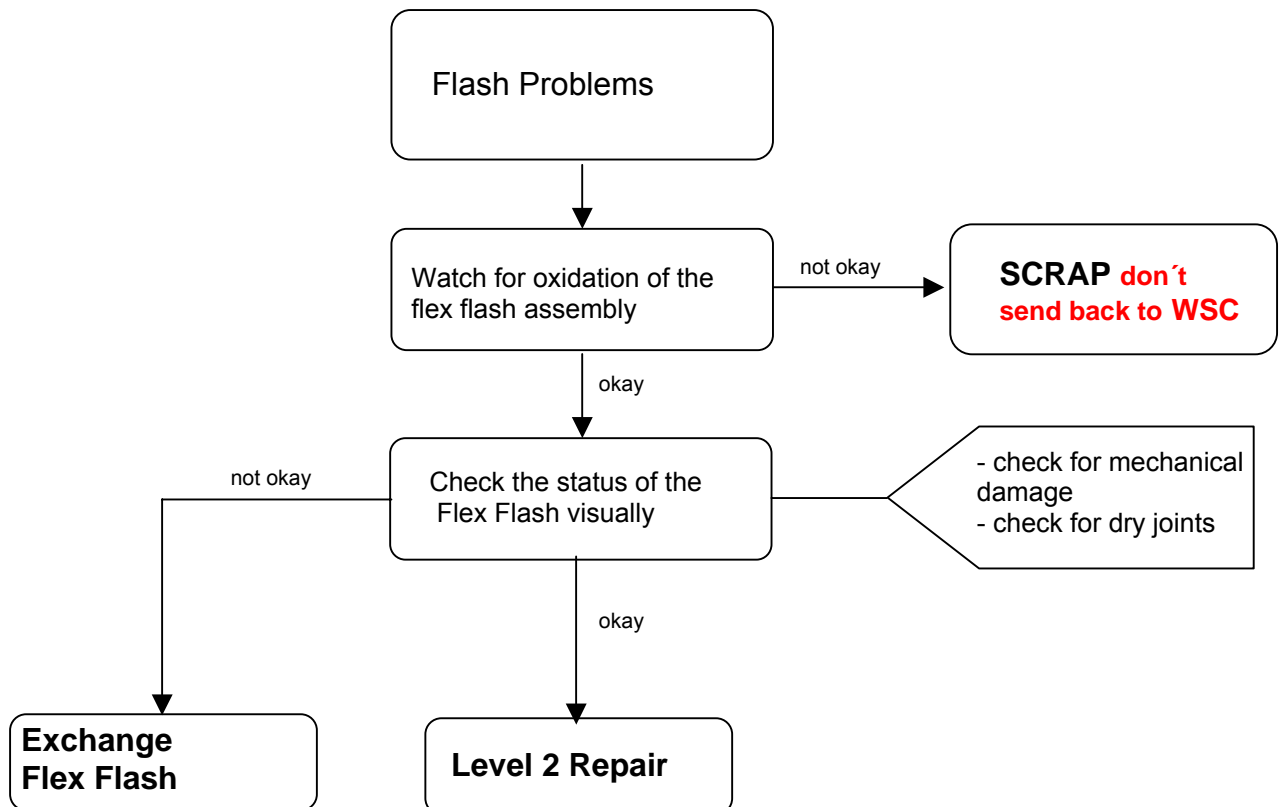 Flash Problems
Watch for oxidation of the
flex flash assembly
not okay
SCRAP don´t
send back to WSC
okay
Check the status of the
Flex Flash visually
- check for mechanical
damage
- check for dry joints
not okay
okay
Exchange
Flex Flash
Level 2 Repair